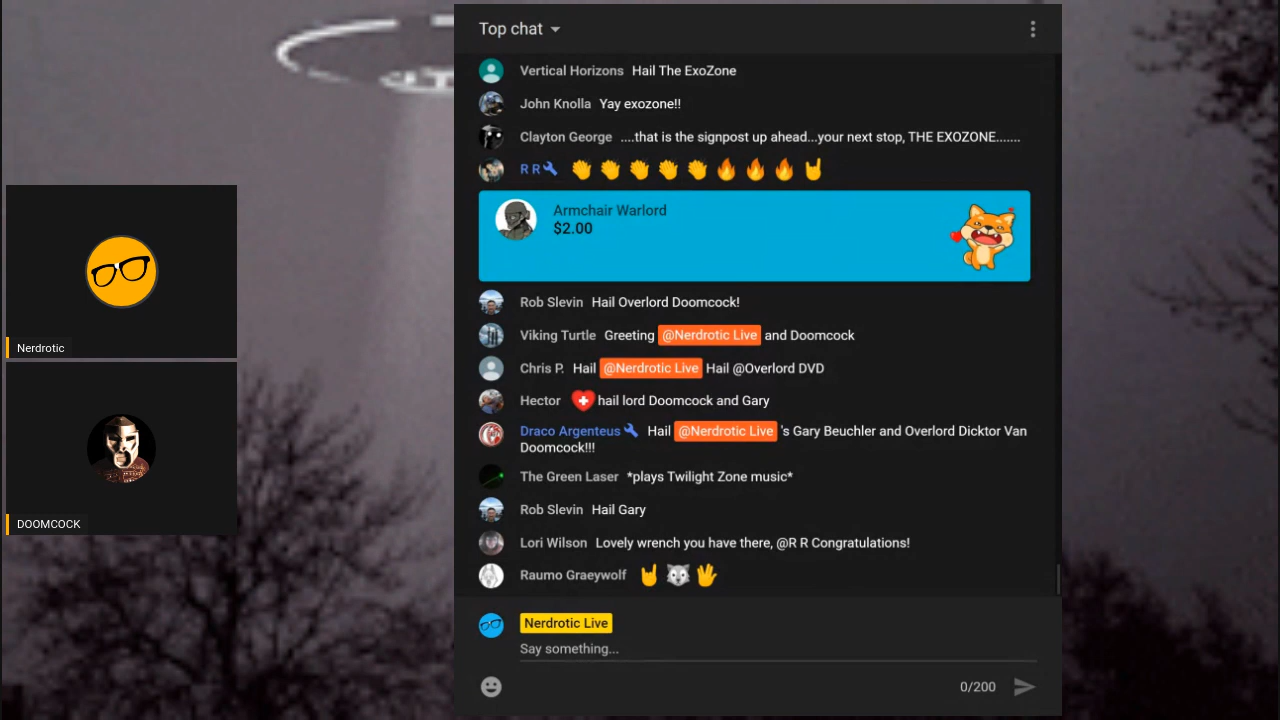 Top chat
Vertical Horizons Hail The ExoZone
John Knolla Yay exozone!!
Clayton George ....that is the signpost up ahead...your next stop, THE EXOZONE.......
R R 👏👏👏👏👏🔥🔥🔥🤘
Armchair Warlord
$2.00
Rob Slevin Hail Overlord Doomcock!
Viking Turtle Greeting @Nerdrotic Live and Doomcock
Chris P. Hail @Nerdrotic Live Hail @Overlord DVD
Hector hail lord Doomcock and Gary
Draco Argenteus Hail @Nerdrotic Live 's Gary Beuchler and Overlord Dicktor Van
Doomcock!!!
The Green Laser *plays Twilight Zone music*
Rob Slevin Hail Gary
Lori Wilson Lovely wrench you have there, @R R Congratulations!
Raumo Graeywolf 🤘🐺🖖
Nerdrotic Live
Say something...
0/200
Nerdrotic
DOOMCOCK